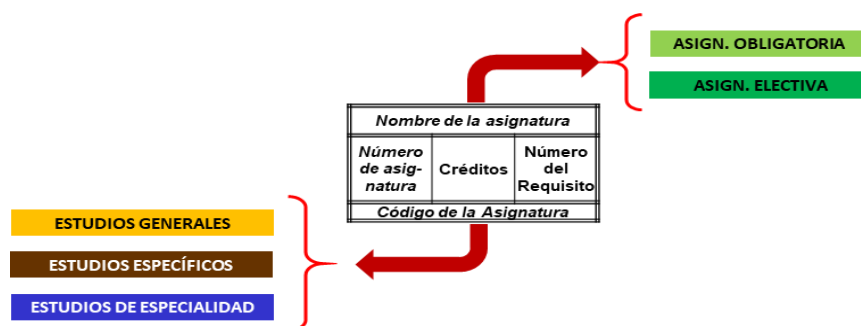 ASIGN. OBLIGATORIA
ASIGN. ELECTIVA
Nombre de la asignatura
Número
de asig-
natura
Créditos
Número
del
Requisito
Código de la Asignatura
ESTUDIOS GENERALES
ESTUDIOS ESPECÍFICOS
ESTUDIOS DE ESPECIALIDAD